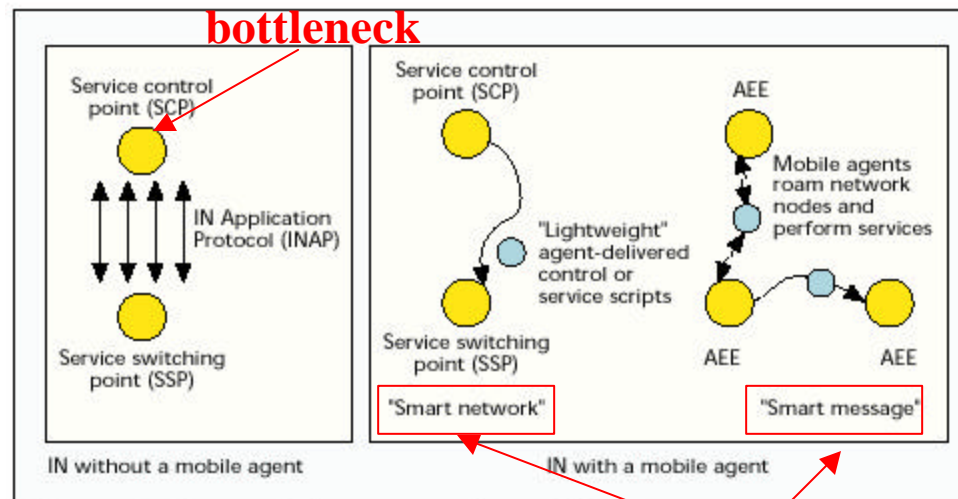 bottleneck
Service control
point (SCP)
IN Application
Protocol (INAP)
Service switching
point (SSP)
IN without a mobile agent
Service control
point (SCP)
"Lightweight"
agent-delivered
control or
service scripts
Service switching
point (SSP)
"Smart network"
AEE
Mobile agents
roam network
nodes and
perform services
AEE
AEE
"Smart message"
IN with a mobile agent